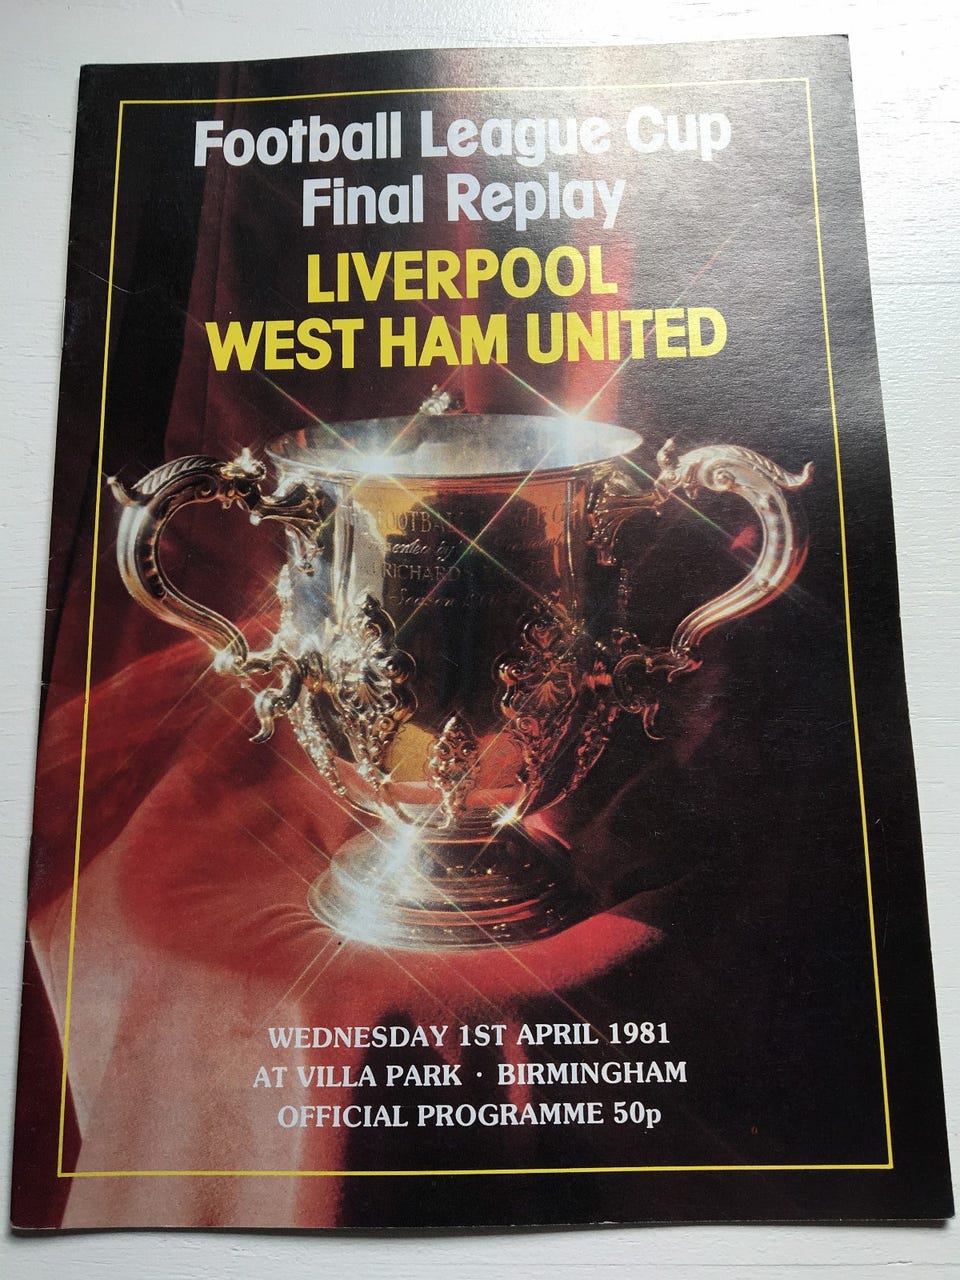 Football League Cup
Final Replay
LIVERPOOL
WEST HAM UNITED
RICHARD
WEDNESDAY 1ST APRIL 1981
AT VILLA PARK · BIRMINGHAM
OFFICIAL PROGRAMME 50p